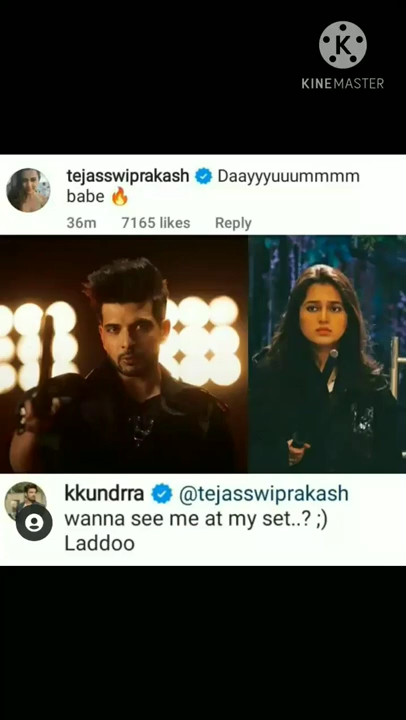 K
KINEMASTER
tejasswiprakash Daayyyuuummmm
babe 🔥
36m 7165 likes Reply
kkundrra @tejasswiprakash
wanna see me at my set..? ;)
Laddoo